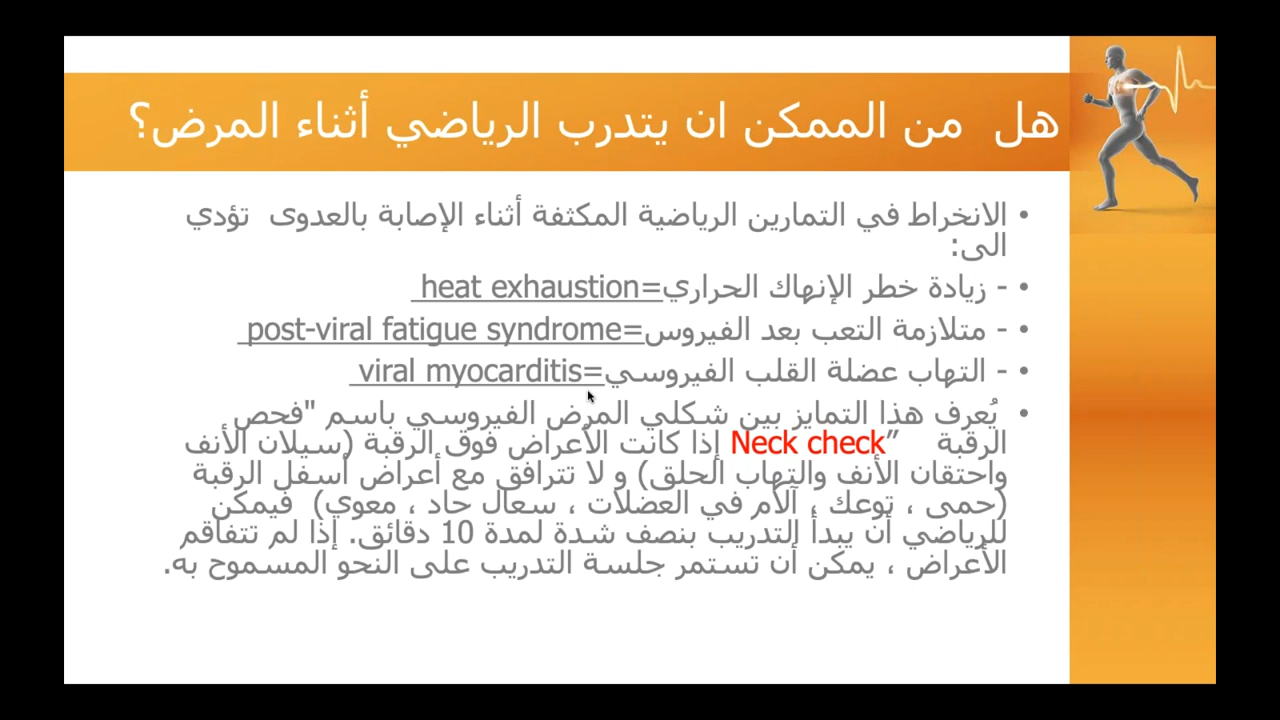 هل من الممكن ان يتدرب الرياضي أثناء المرض؟
• الانخراط في التمارين الرياضية المكثفة أثناء الإصابة بالعدوى تؤدي
الى:
• - زيادة خطر الإنهاك الحراري=heat exhaustion
• - متلازمة التعب بعد الفيروس=post-viral fatigue syndrome
• - التهاب عضلة القلب الفيروسي=viral myocarditis
• يُعرف هذا التمايز بين شكلي المرض الفيروسي باسم "فحص
الرقبة "Neck check إذا كانت الأعراض فوق الرقبة (سيلان الأنف
واحتقان الأنف والتهاب الحلق) و لا تترافق مع أعراض أسفل الرقبة
(حمى ، توعك ، آلام في العضلات ، سعال حاد ، معوي) فيمكن
للرياضي أن يبدأ التدريب بنصف شدة لمدة 10 دقائق. إذا لم تتفاقم
الأعراض ، يمكن أن تستمر جلسة التدريب على النحو المسموح به.